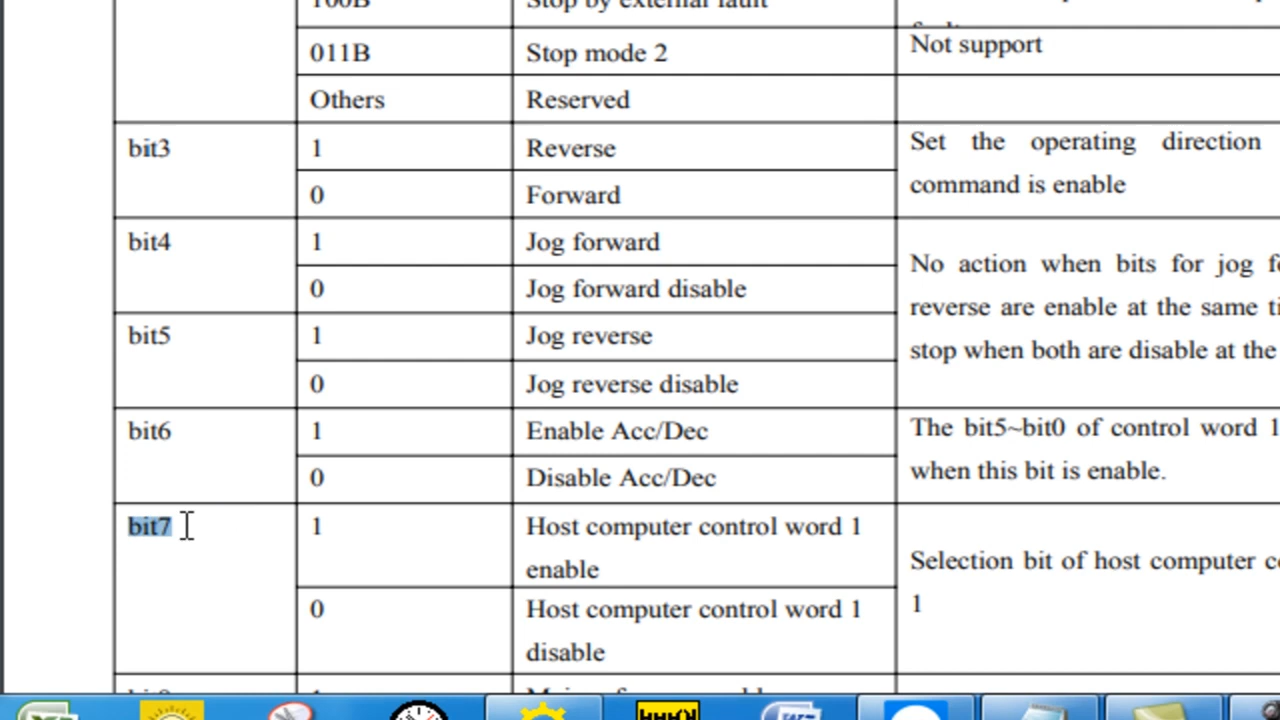 100B Stop by external fault
Not support
011B Stop mode 2
Others Reserved
bit3 1 Reverse
Set the operating direction
command is enable
0 Forward
bit4 1 Jog forward
No action when bits for jog
0 Jog forward disable
reverse are enable at the same
bit5 1 Jog reverse
stop when both are disable at the
0 Jog reverse disable
bit6 1 Enable Acc/Dec
The bit5~bit0 of control word 1
when this bit is enable.
0 Disable Acc/Dec
bit7 1 Host computer control word 1
enable
Selection bit of host computer
1
0 Host computer control word 1
disable